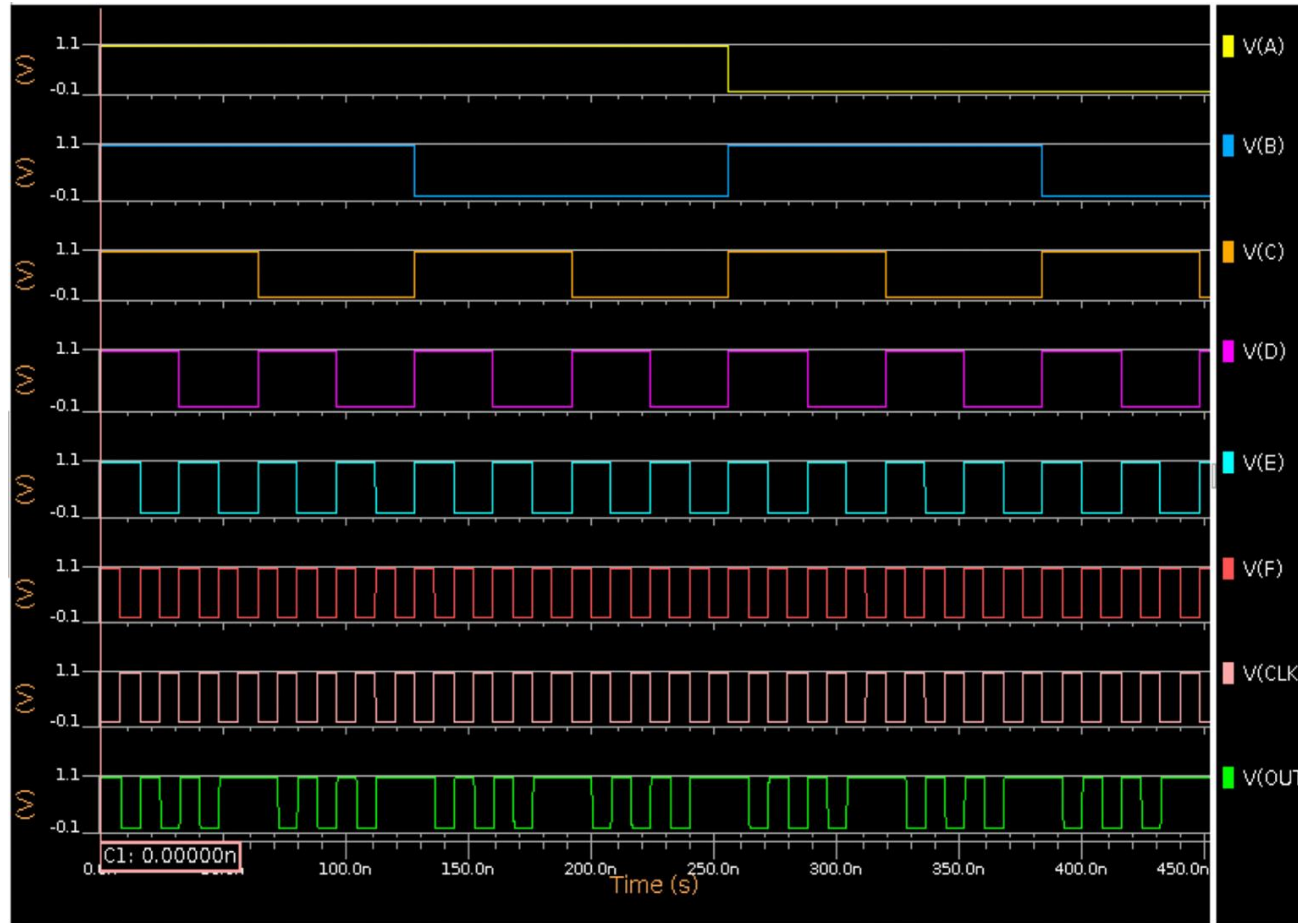 V(A)
(V)
1.1
-0.1
V(B)
(V)
1.1
-0.1
V(C)
(V)
1.1
-0.1
V(D)
(V)
1.1
-0.1
V(E)
(V)
1.1
-0.1
V(F)
(V)
1.1
-0.1
V(CLK
(V)
1.1
-0.1
V(OUT
(V)
1.1
-0.1
C1: 0.00000n
100.0n 150.0n 200.0n 250.0n 300.0n 350.0n 400.0n 450.0n
Time (s)